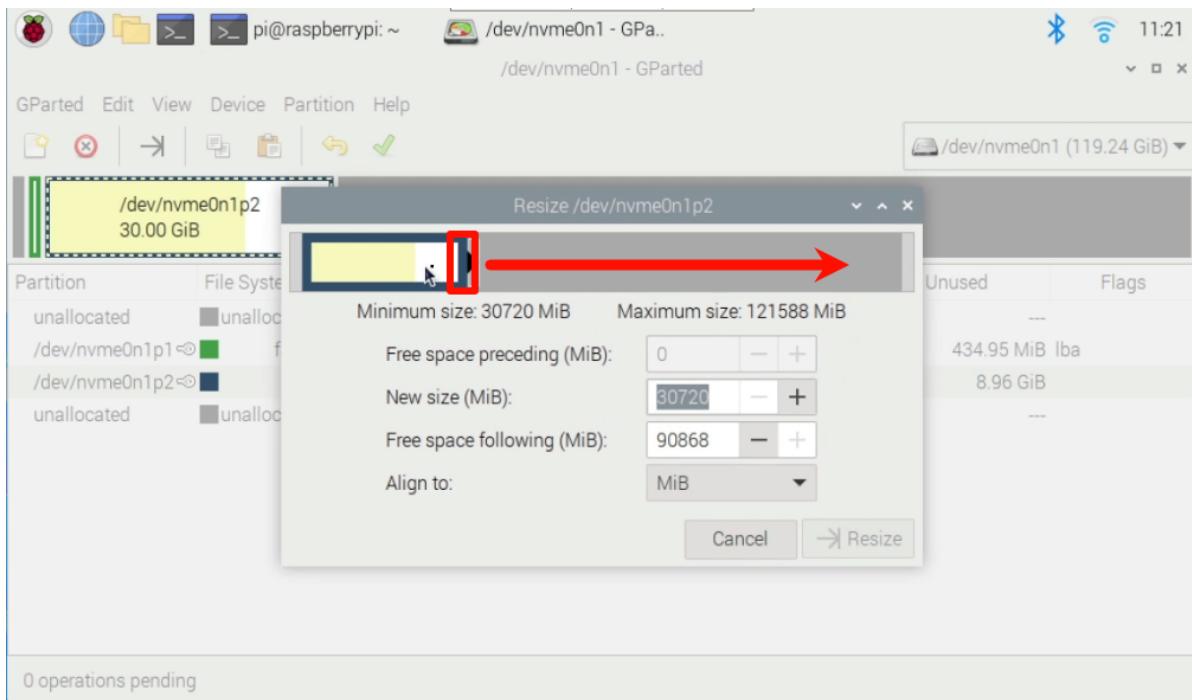 pi@raspberrypi: ~ /dev/nvme0n1 - GPa.. 11:21
/dev/nvme0n1 - GParted
GParted Edit View Device Partition Help
/dev/nvme0n1 (119.24 GiB)
/dev/nvme0n1p2
30.00 GiB
Resize /dev/nvme0n1p2
Minimum size: 30720 MiB Maximum size: 121588 MiB
Free space preceding (MiB): 0
New size (MiB): 30720
Free space following (MiB): 90868
Align to: MiB
Cancel Resize
Partition File Syste Unused Flags
unallocated unalloc ---
/dev/nvme0n1p1 f 434.95 MiB lba
/dev/nvme0n1p2 8.96 GiB
unallocated unalloc ---
0 operations pending